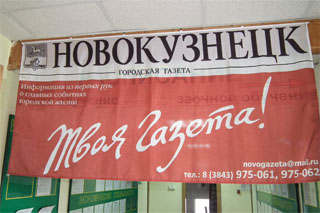 НОВОКУЗНЕЦК
ГОРОДСКАЯ ГАЗЕТА
Информация из первых рук
о главных событиях
городской жизни
Твоя Газета!
novogazeta@mail.ru
тел.: 8 (3843) 975-061, 975-062